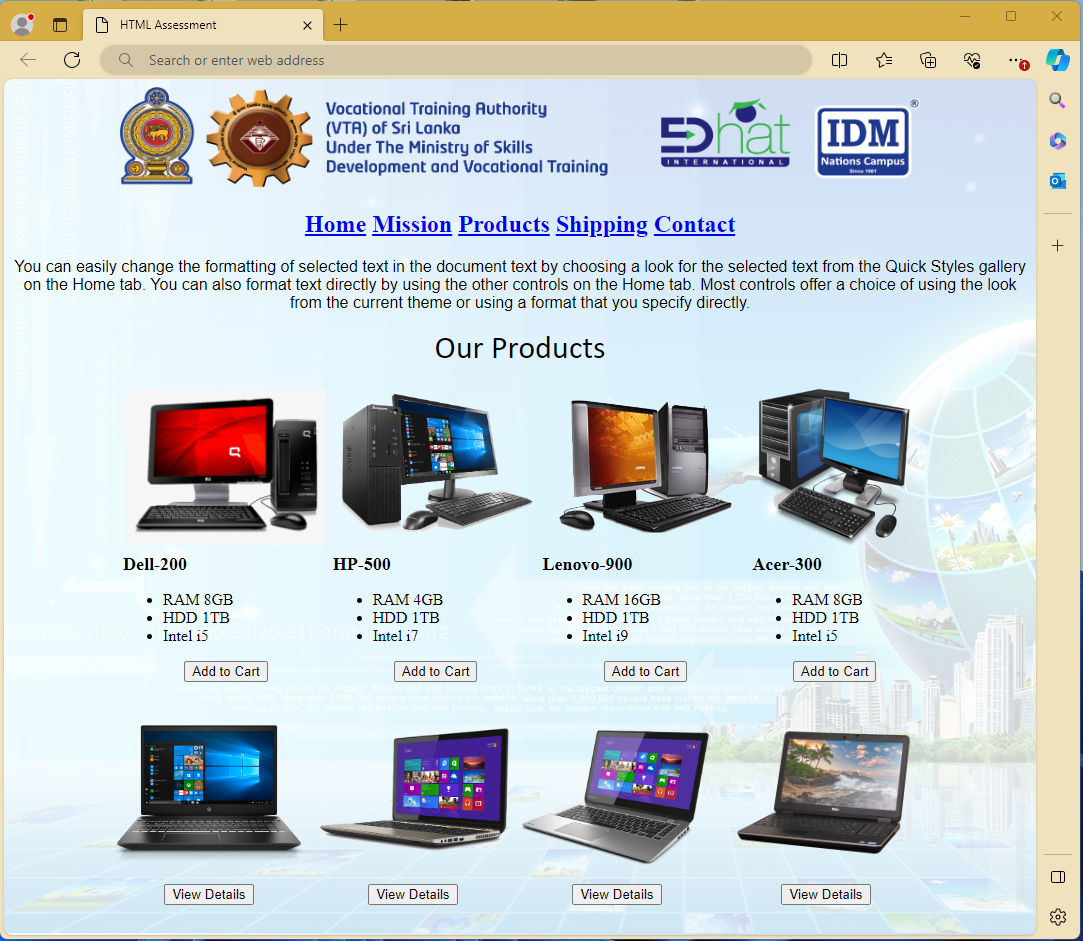 HTML Assessment
Search or enter web address
Vocational Training Authority
(VTA) of Sri Lanka
Under The Ministry of Skills
Development and Vocational Training
EDhat
INTERNATIONAL
IDM
Nations Campus
Since 1981
®
Home Mission Products Shipping Contact
You can easily change the formatting of selected text in the document text by choosing a look for the selected text from the Quick Styles gallery
on the Home tab. You can also format text directly by using the other controls on the Home tab. Most controls offer a choice of using the look
from the current theme or using a format that you specify directly.
Our Products
Dell-200 HP-500 Lenovo-900 Acer-300
RAM 8GB RAM 4GB RAM 16GB RAM 8GB
HDD 1TB HDD 1TB HDD 1TB HDD 1TB
Intel i5 Intel i7 Intel i9 Intel i5
Add to Cart Add to Cart Add to Cart Add to Cart
View Details View Details View Details View Details